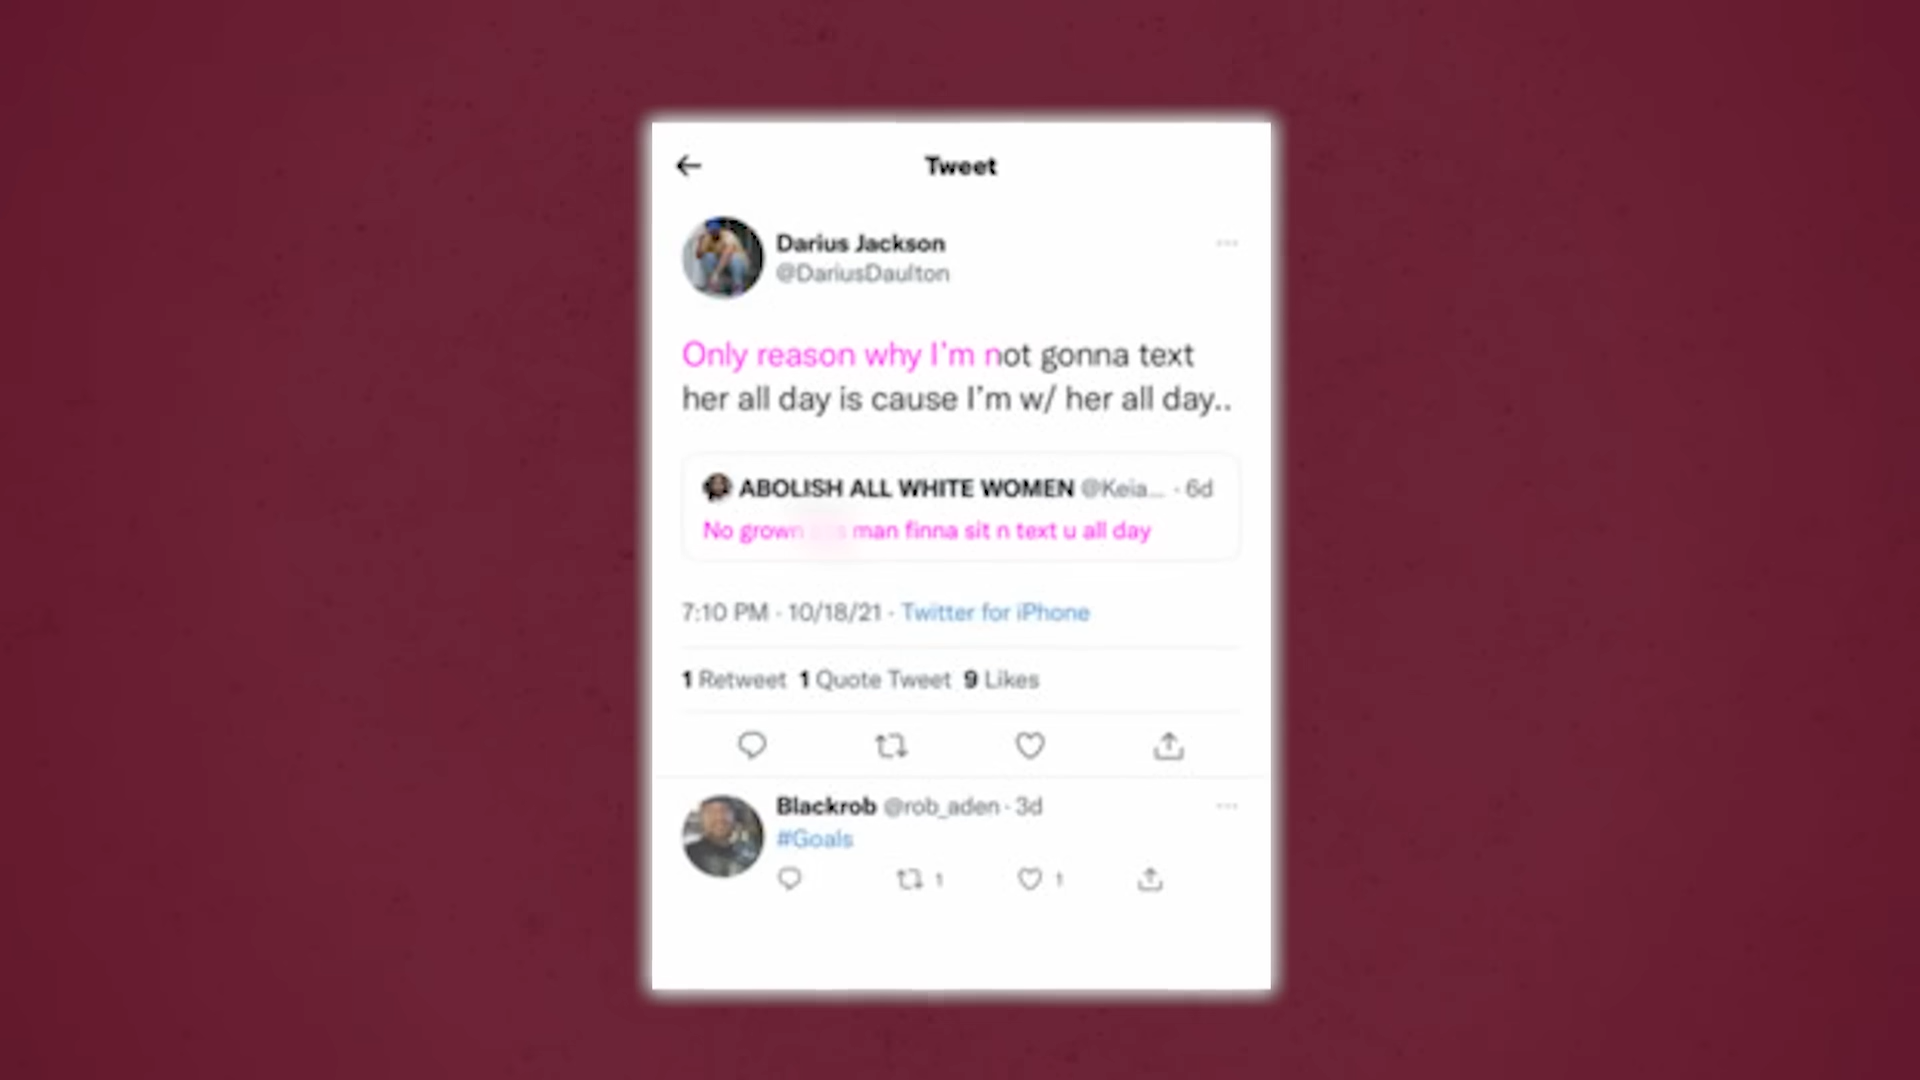 Tweet
Darius Jackson
@DariusDaulton
Only reason why I'm not gonna text
her all day is cause I'm w/ her all day..
ABOLISH ALL WHITE WOMEN @Keia... · 6d
No grown man finna sit n text u all day
7:10 PM · 10/18/21 · Twitter for iPhone
1 Retweet 1 Quote Tweet 9 Likes
Blackrob @rob_aden · 3d
#Goals
1 1